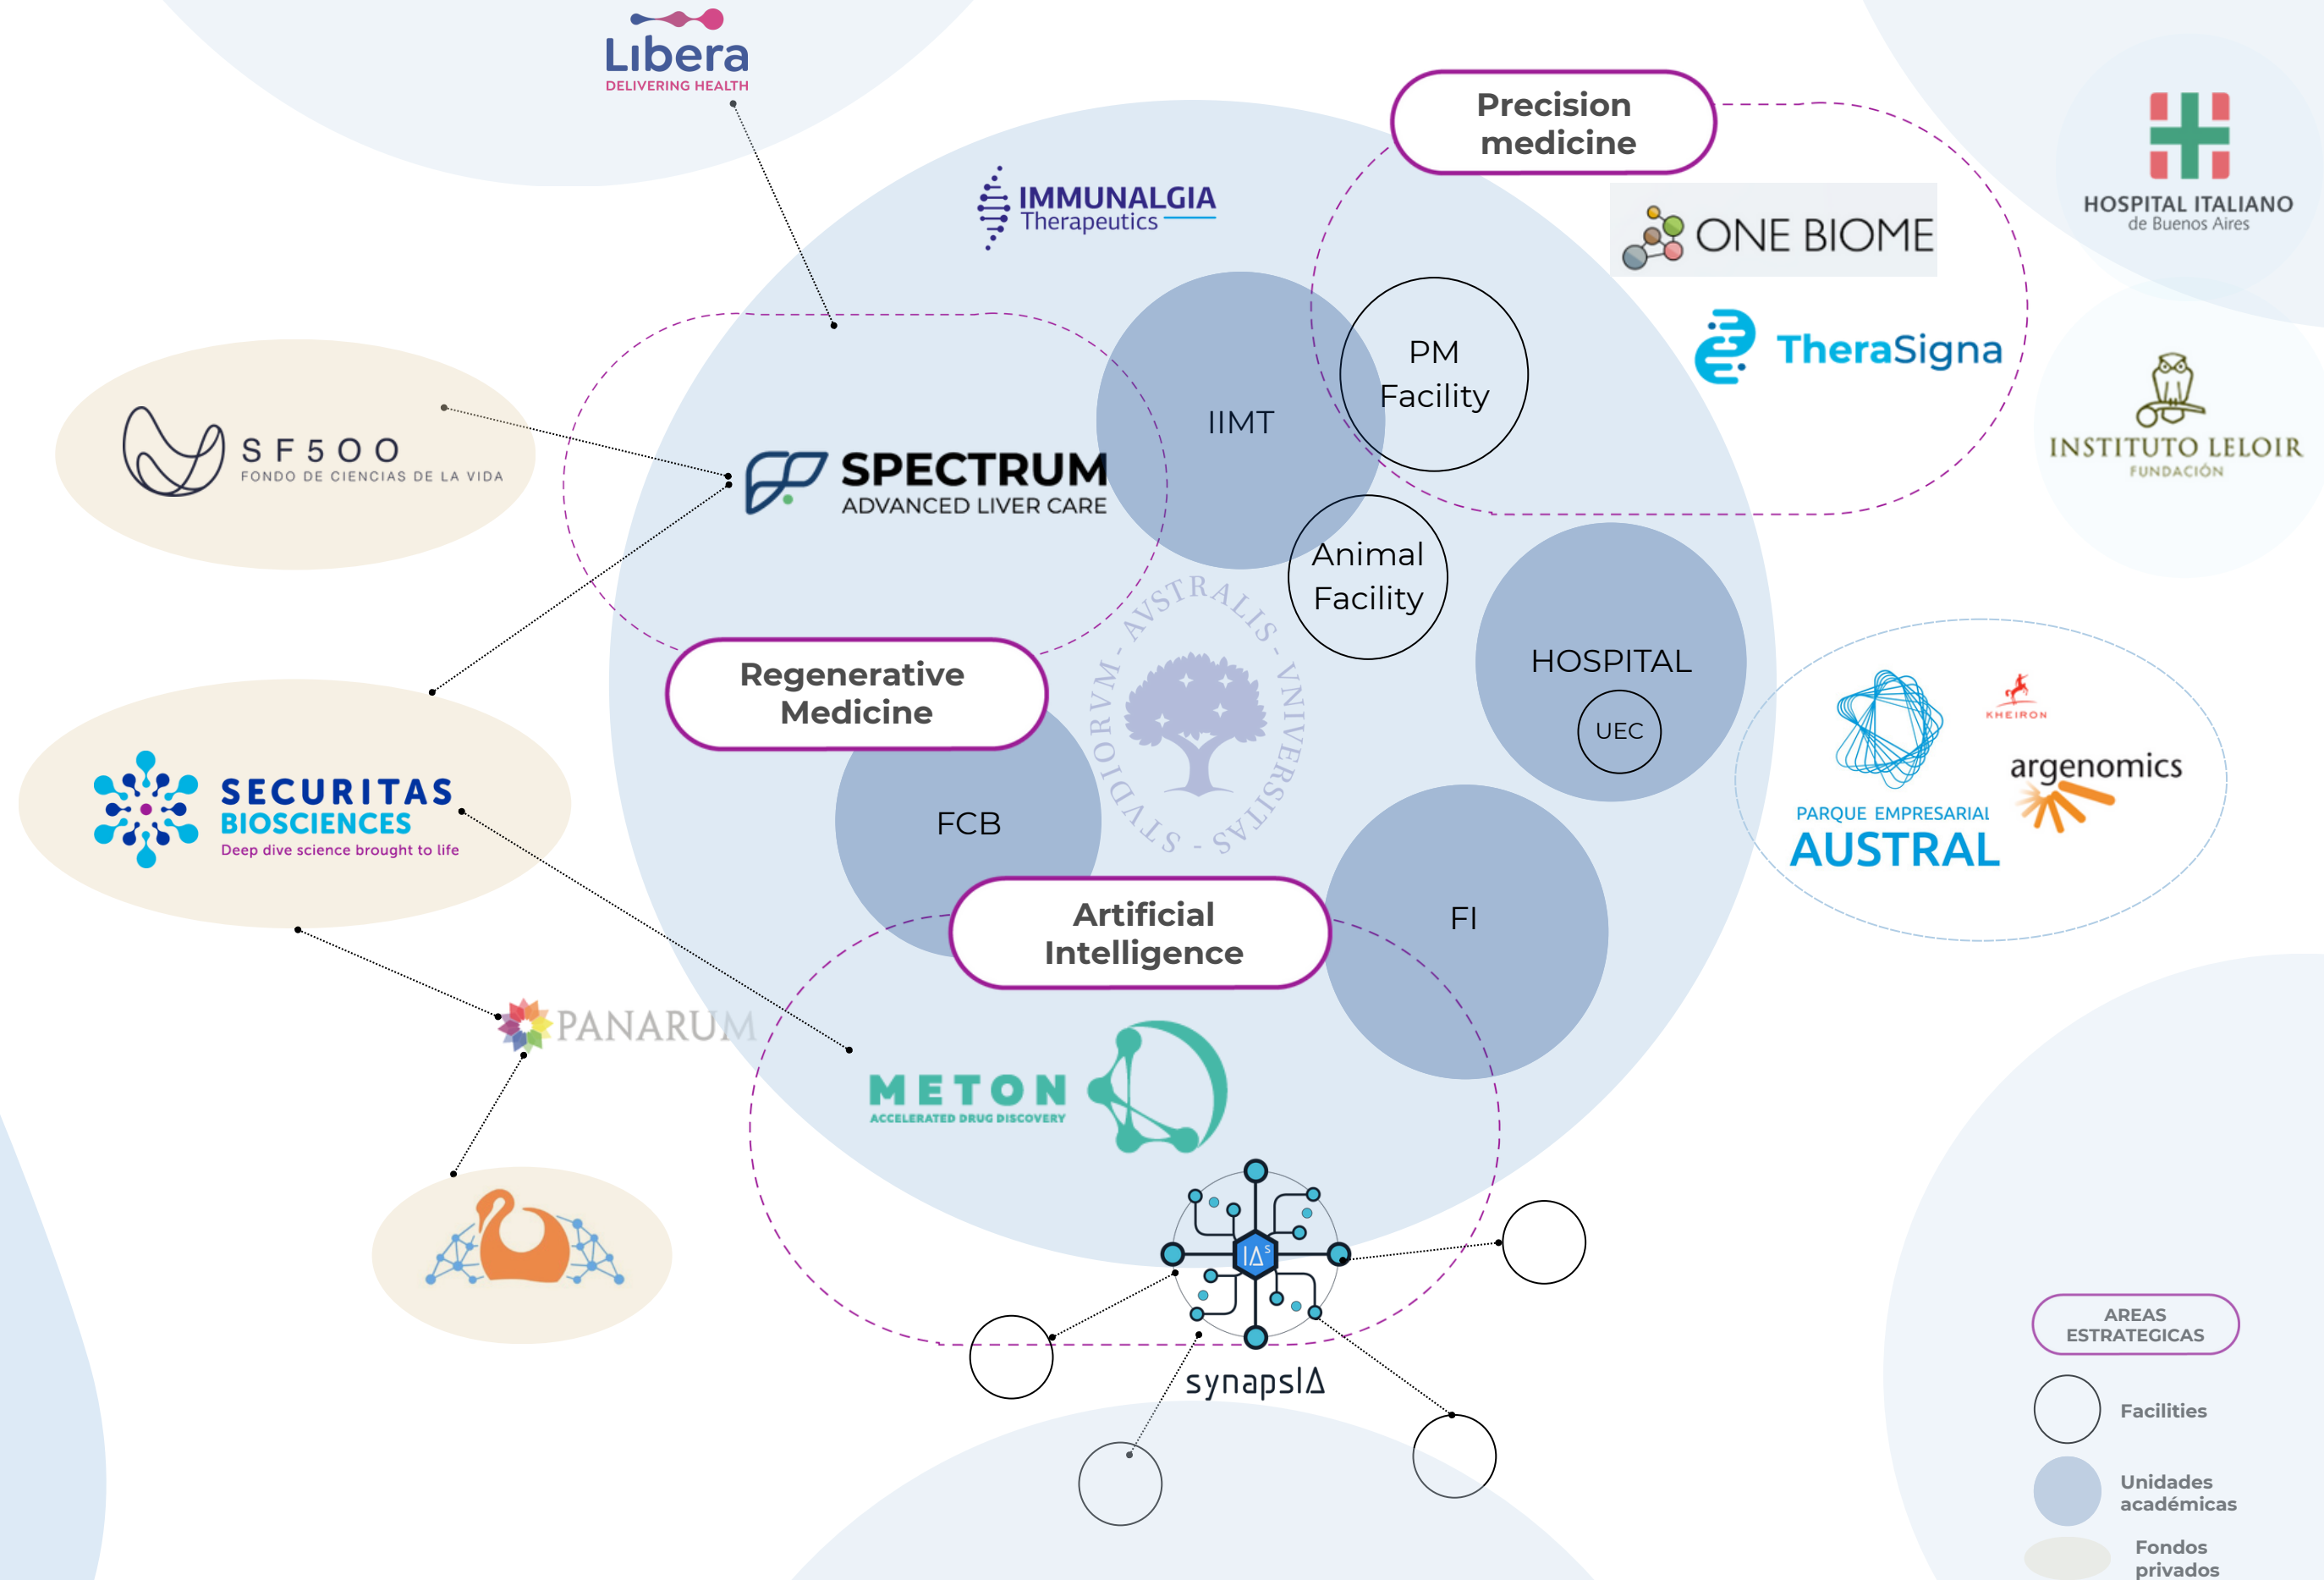 Libera
DELIVERING HEALTH
Precision
medicine
HOSPITAL ITALIANO
de Buenos Aires
IMMUNALGIA
Therapeutics
ONE BIOME
TheraSigna
PM
Facility
IIMT
SF500
FONDO DE CIENCIAS DE LA VIDA
SPECTRUM
ADVANCED LIVER CARE
INSTITUTO LELOIR
FUNDACIÓN
Animal
Facility
STVDIORVM - AVSTRALIS - VNIVERSITAS -
HOSPITAL
UEC
Regenerative
Medicine
KHEIRON
argenomics
PARQUE EMPRESARIAL
AUSTRAL
SECURITAS
BIOSCIENCES
Deep dive science brought to life
FCB
Artificial
Intelligence
FI
PANARUM
METON
ACCELERATED DRUG DISCOVERY
IΔS
synapsIΔ
AREAS
ESTRATEGICAS
Facilities
Unidades
académicas
Fondos
privados